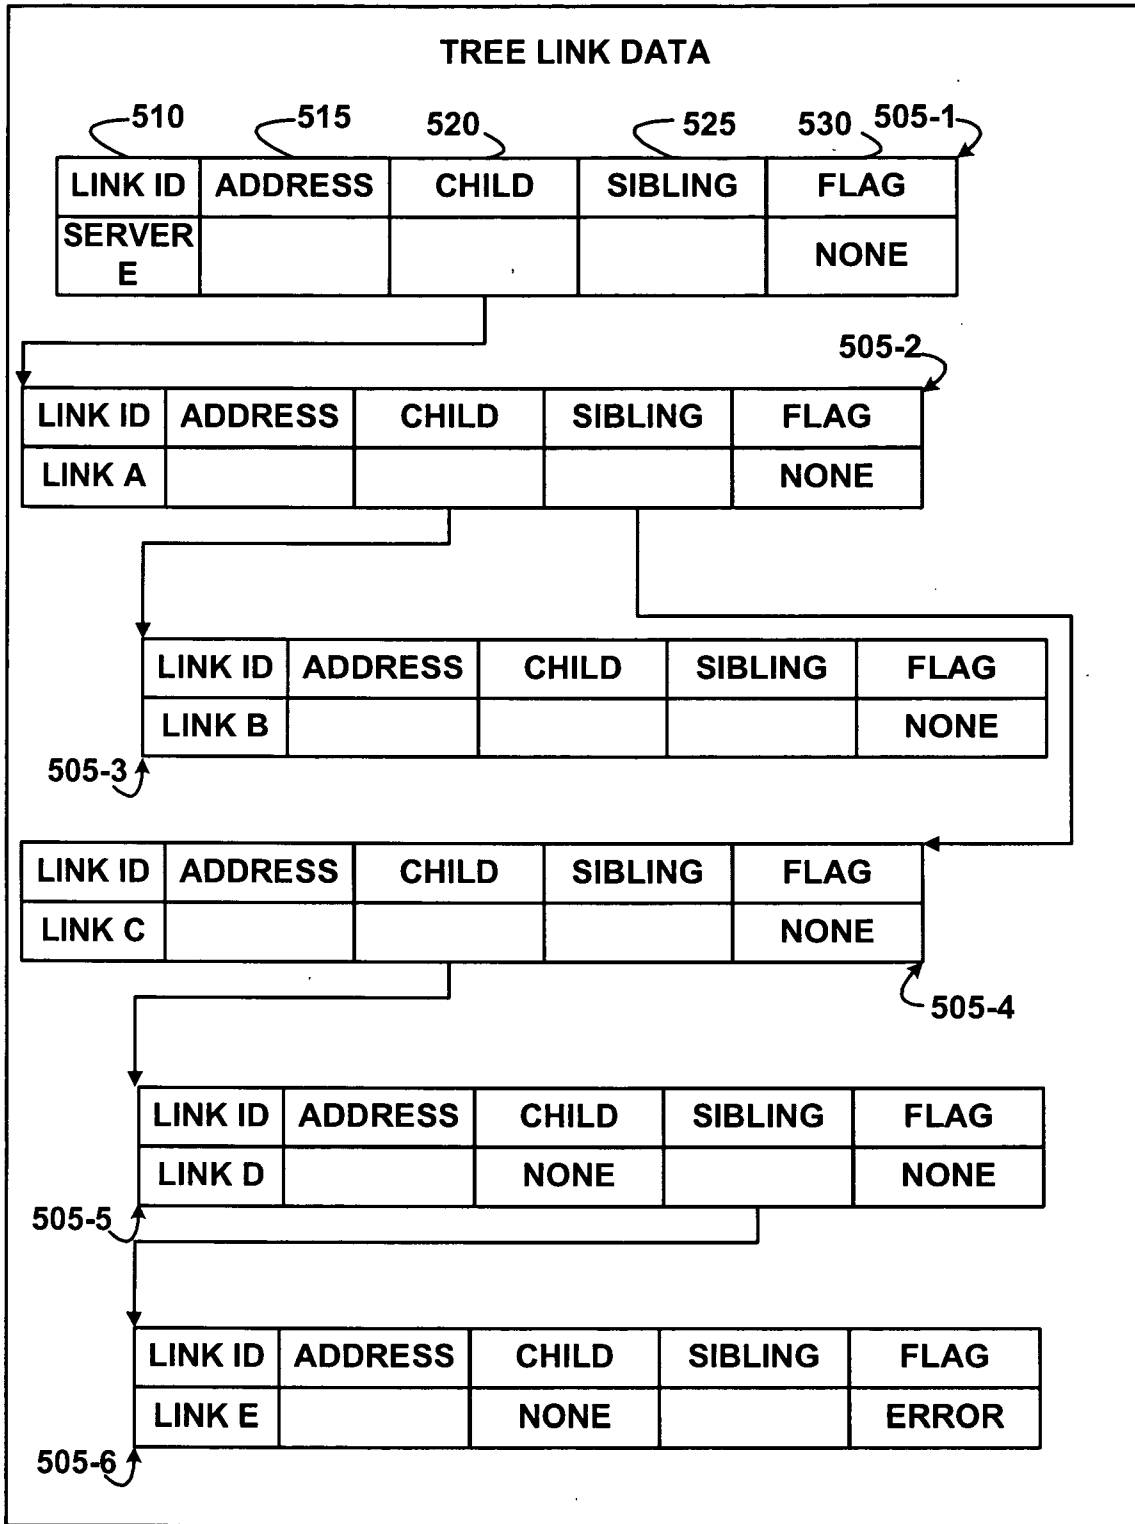 TREE LINK DATA
510 515 520 525 530 505-1
LINK ID ADDRESS CHILD SIBLING FLAG
SERVER E NONE
505-2
LINK ID ADDRESS CHILD SIBLING FLAG
LINK A NONE
LINK ID ADDRESS CHILD SIBLING FLAG
LINK B NONE
505-3
LINK ID ADDRESS CHILD SIBLING FLAG
LINK C NONE
505-4
LINK ID ADDRESS CHILD SIBLING FLAG
LINK D NONE NONE
505-5
LINK ID ADDRESS CHILD SIBLING FLAG
LINK E NONE ERROR
505-6